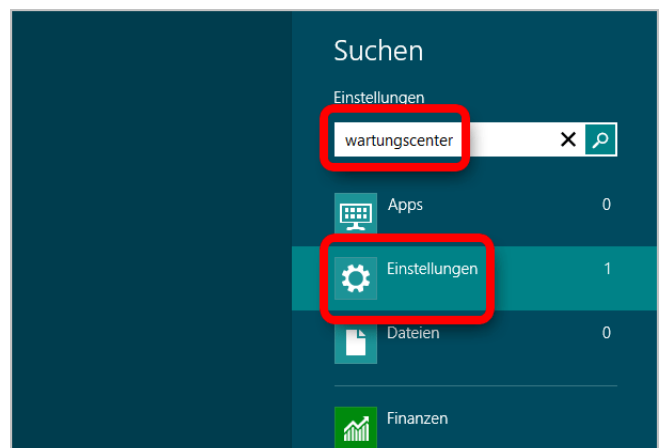 Suchen
Einstellungen
wartungscenter
Apps 0
Einstellungen 1
Dateien 0
Finanzen